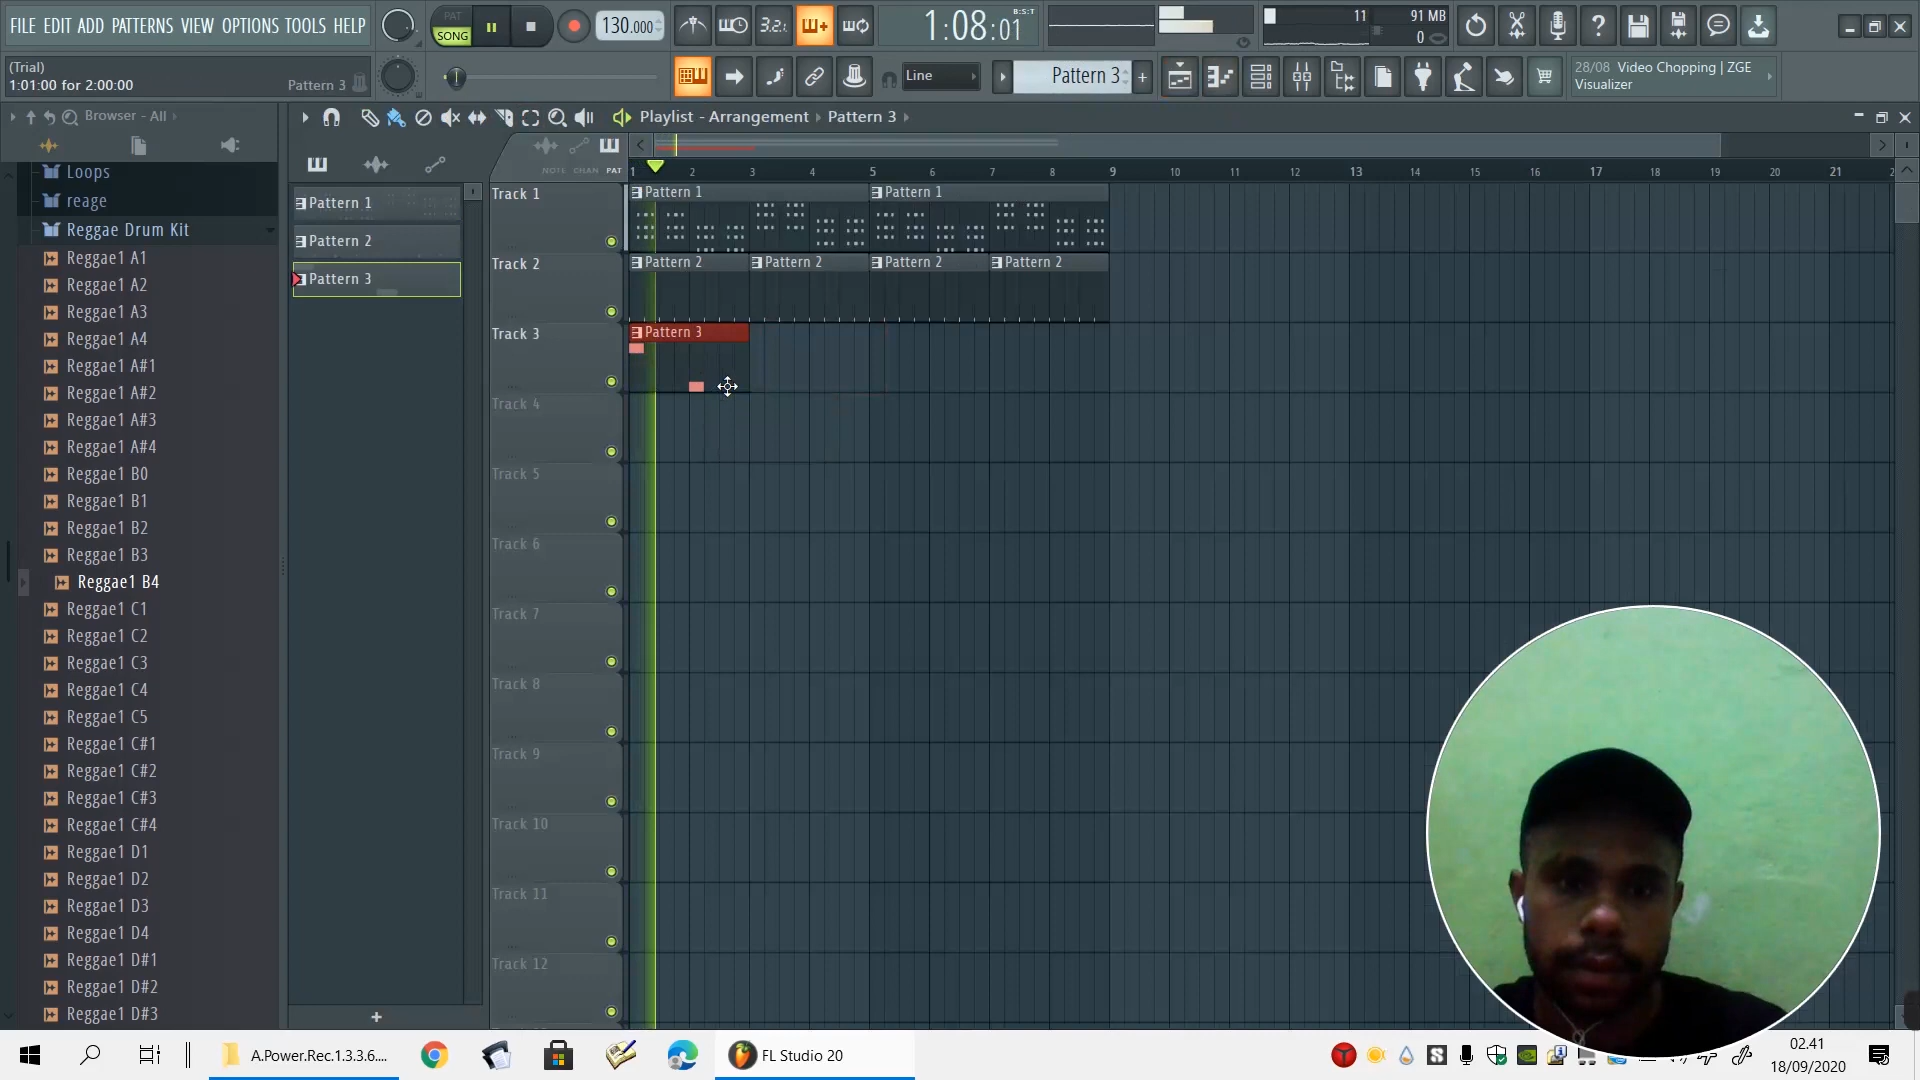 FILE EDIT ADD PATTERNS VIEW OPTIONS TOOLS HELP
PAT
SONG
130.000
3.2.
1:08:01
B:S:T
11
91 MB
0
(Trial)
1:01:00 for 2:00:00
Pattern 3
Line
Pattern 3
28/08 Video Chopping | ZGE
Visualizer
Browser - All
Playlist - Arrangement
Pattern 3
NOTE CHAN PAT
1 2 3 4 5 6 7 8 9 10 11 12 13 14 15 16 17 18 19 20 21
Loops
reage
Reggae Drum Kit
Reggae1 A1
Reggae1 A2
Reggae1 A3
Reggae1 A4
Reggae1 A#1
Reggae1 A#2
Reggae1 A#3
Reggae1 A#4
Reggae1 B0
Reggae1 B1
Reggae1 B2
Reggae1 B3
Reggae1 B4
Reggae1 C1
Reggae1 C2
Reggae1 C3
Reggae1 C4
Reggae1 C5
Reggae1 C#1
Reggae1 C#2
Reggae1 C#3
Reggae1 C#4
Reggae1 D1
Reggae1 D2
Reggae1 D3
Reggae1 D4
Reggae1 D#1
Reggae1 D#2
Reggae1 D#3
Pattern 1
Pattern 2
Pattern 3
Track 1
Pattern 1
Pattern 1
Track 2
Pattern 2
Pattern 2
Pattern 2
Pattern 2
Track 3
Pattern 3
Track 4
Track 5
Track 6
Track 7
Track 8
Track 9
Track 10
Track 11
Track 12
A.Power.Rec.1.3.3.6....
FL Studio 20
02.41
18/09/2020